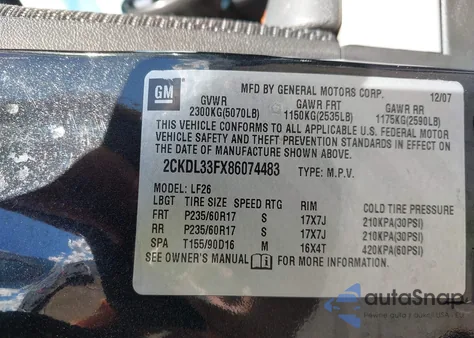 GM
MFD BY GENERAL MOTORS CORP. 12/07
GVWR GAWR FRT GAWR RR
2300KG(5070LB) 1150KG(2535LB) 1175KG(2590LB)
THIS VEHICLE CONFORMS TO ALL APPLICABLE U.S. FEDERAL MOTOR
VEHICLE SAFETY AND THEFT PREVENTION STANDARDS IN EFFECT ON
THE DATE OF MANUFACTURE SHOWN ABOVE.
2CKDL33FX86074483 TYPE: M.P.V.
MODEL: LF26
LBGT TIRE SIZE SPEED RTG RIM COLD TIRE PRESSURE
FRT P235/60R17 S 17X7J 210KPA(30PSI)
RR P235/60R17 S 17X7J 210KPA(30PSI)
SPA T155/90D16 M 16X4T 420KPA(60PSI)
SEE OWNER'S MANUAL FOR MORE INFORMATION.
autoSnap